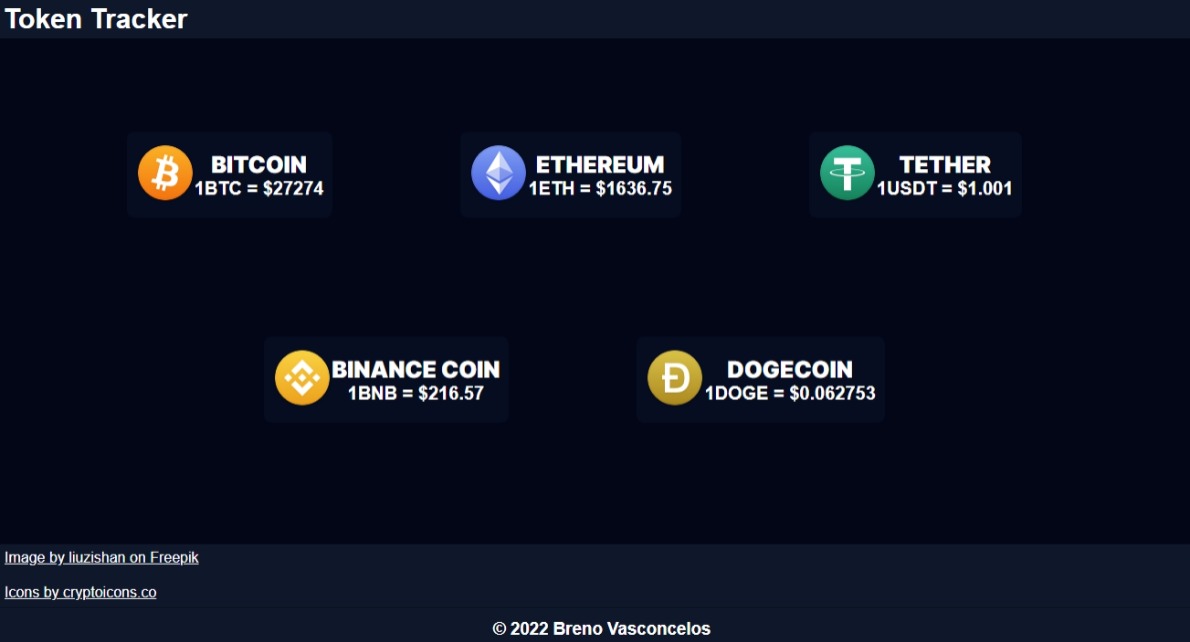 Token Tracker
BITCOIN
1BTC = $27274
ETHEREUM
1ETH = $1636.75
TETHER
1USDT = $1.001
BINANCE COIN
1BNB = $216.57
DOGECOIN
1DOGE = $0.062753
Image by liuzishan on Freepik
Icons by cryptoicons.co
© 2022 Breno Vasconcelos